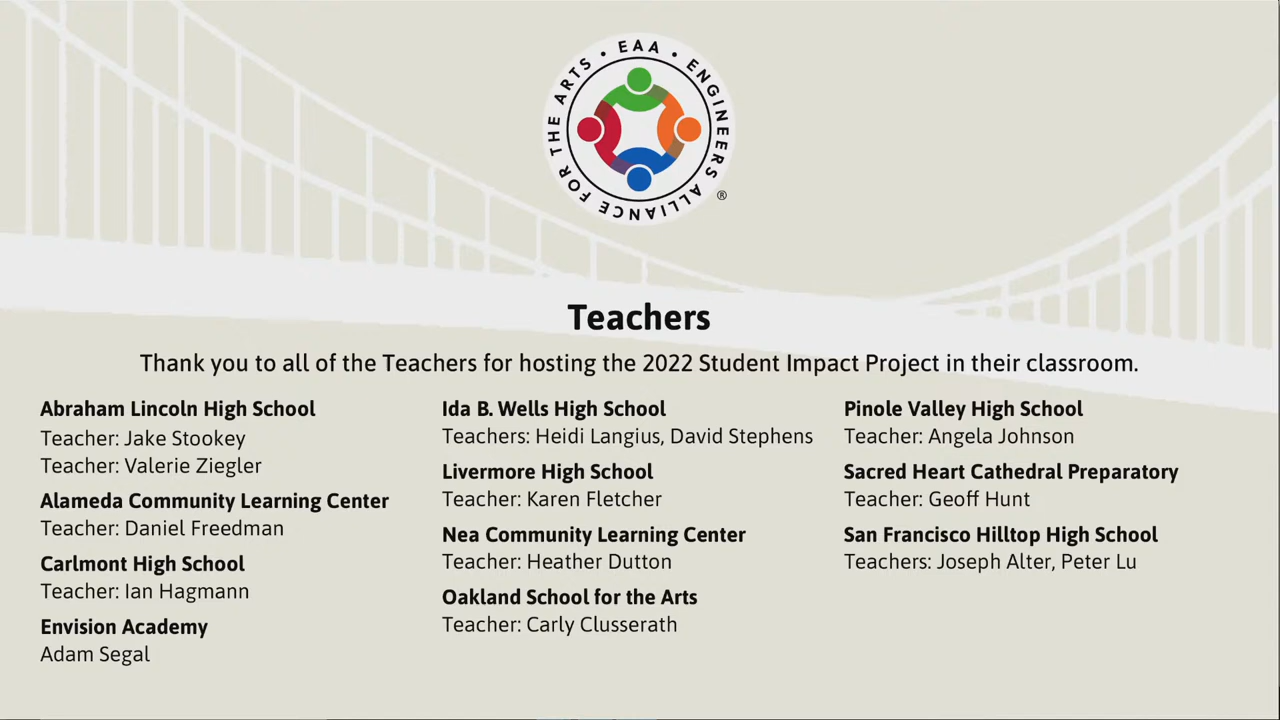 EAA • ENGINEERS ALLIANCE FOR THE ARTS •
®
Teachers
Thank you to all of the Teachers for hosting the 2022 Student Impact Project in their classroom.
Abraham Lincoln High School
Teacher: Jake Stookey
Teacher: Valerie Ziegler
Alameda Community Learning Center
Teacher: Daniel Freedman
Carlmont High School
Teacher: Ian Hagmann
Envision Academy
Adam Segal
Ida B. Wells High School
Teachers: Heidi Langius, David Stephens
Livermore High School
Teacher: Karen Fletcher
Nea Community Learning Center
Teacher: Heather Dutton
Oakland School for the Arts
Teacher: Carly Clusserath
Pinole Valley High School
Teacher: Angela Johnson
Sacred Heart Cathedral Preparatory
Teacher: Geoff Hunt
San Francisco Hilltop High School
Teachers: Joseph Alter, Peter Lu